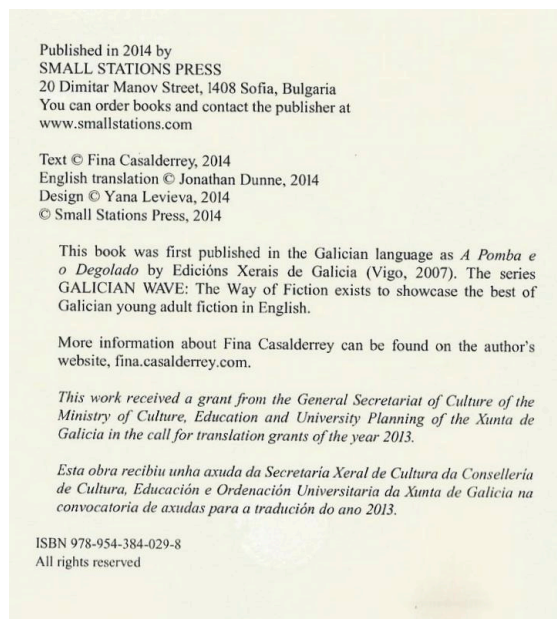 Published in 2014 by
SMALL STATIONS PRESS
20 Dimitar Manov Street, 1408 Sofia, Bulgaria
You can order books and contact the publisher at
www.smallstations.com
Text © Fina Casalderrey, 2014
English translation © Jonathan Dunne, 2014
Design © Yana Levieva, 2014
© Small Stations Press, 2014
This book was first published in the Galician language as A Pomba e
o Degolado by Edicións Xerais de Galicia (Vigo, 2007). The series
GALICIAN WAVE: The Way of Fiction exists to showcase the best of
Galician young adult fiction in English.
More information about Fina Casalderrey can be found on the author's
website, fina.casalderrey.com.
This work received a grant from the General Secretariat of Culture of the
Ministry of Culture, Education and University Planning of the Xunta de
Galicia in the call for translation grants of the year 2013.
Esta obra recibiu unha axuda da Secretaría Xeral de Cultura da Consellería
de Cultura, Educación e Ordenación Universitaria da Xunta de Galicia na
convocatoria de axudas para a tradución do ano 2013.
ISBN 978-954-384-029-8
All rights reserved